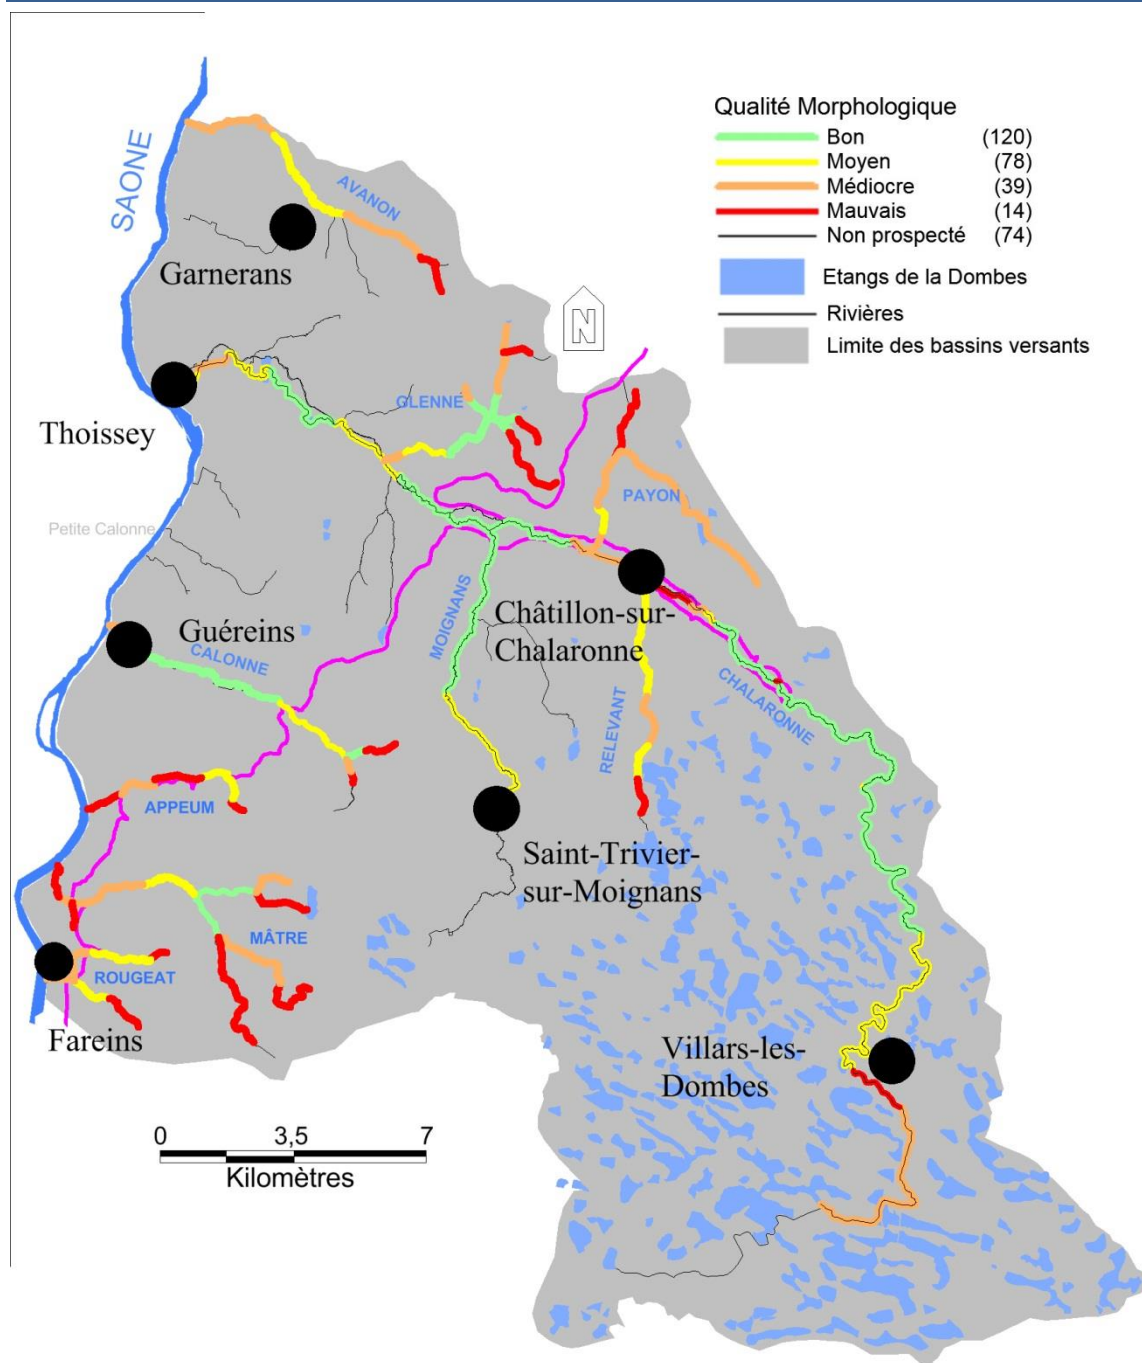 Qualité Morphologique
Bon (120)
Moyen (78)
Médiocre (39)
Mauvais (14)
Non prospecté (74)
Etangs de la Dombes
Rivières
Limite des bassins versants
N
SAONE
AVANON
Garnerans
GLENNE
Thoissey
PAYON
Petite Calonne
MOIGNANS
Châtillon-sur-
Chalaronne
Guéreins
CALONNE
CHALARONNE
RELEVANT
APPEUM
Saint-Trivier-
sur-Moignans
MÂTRE
ROUGEAT
Fareins
Villars-les-
Dombes
0 3,5 7
Kilomètres